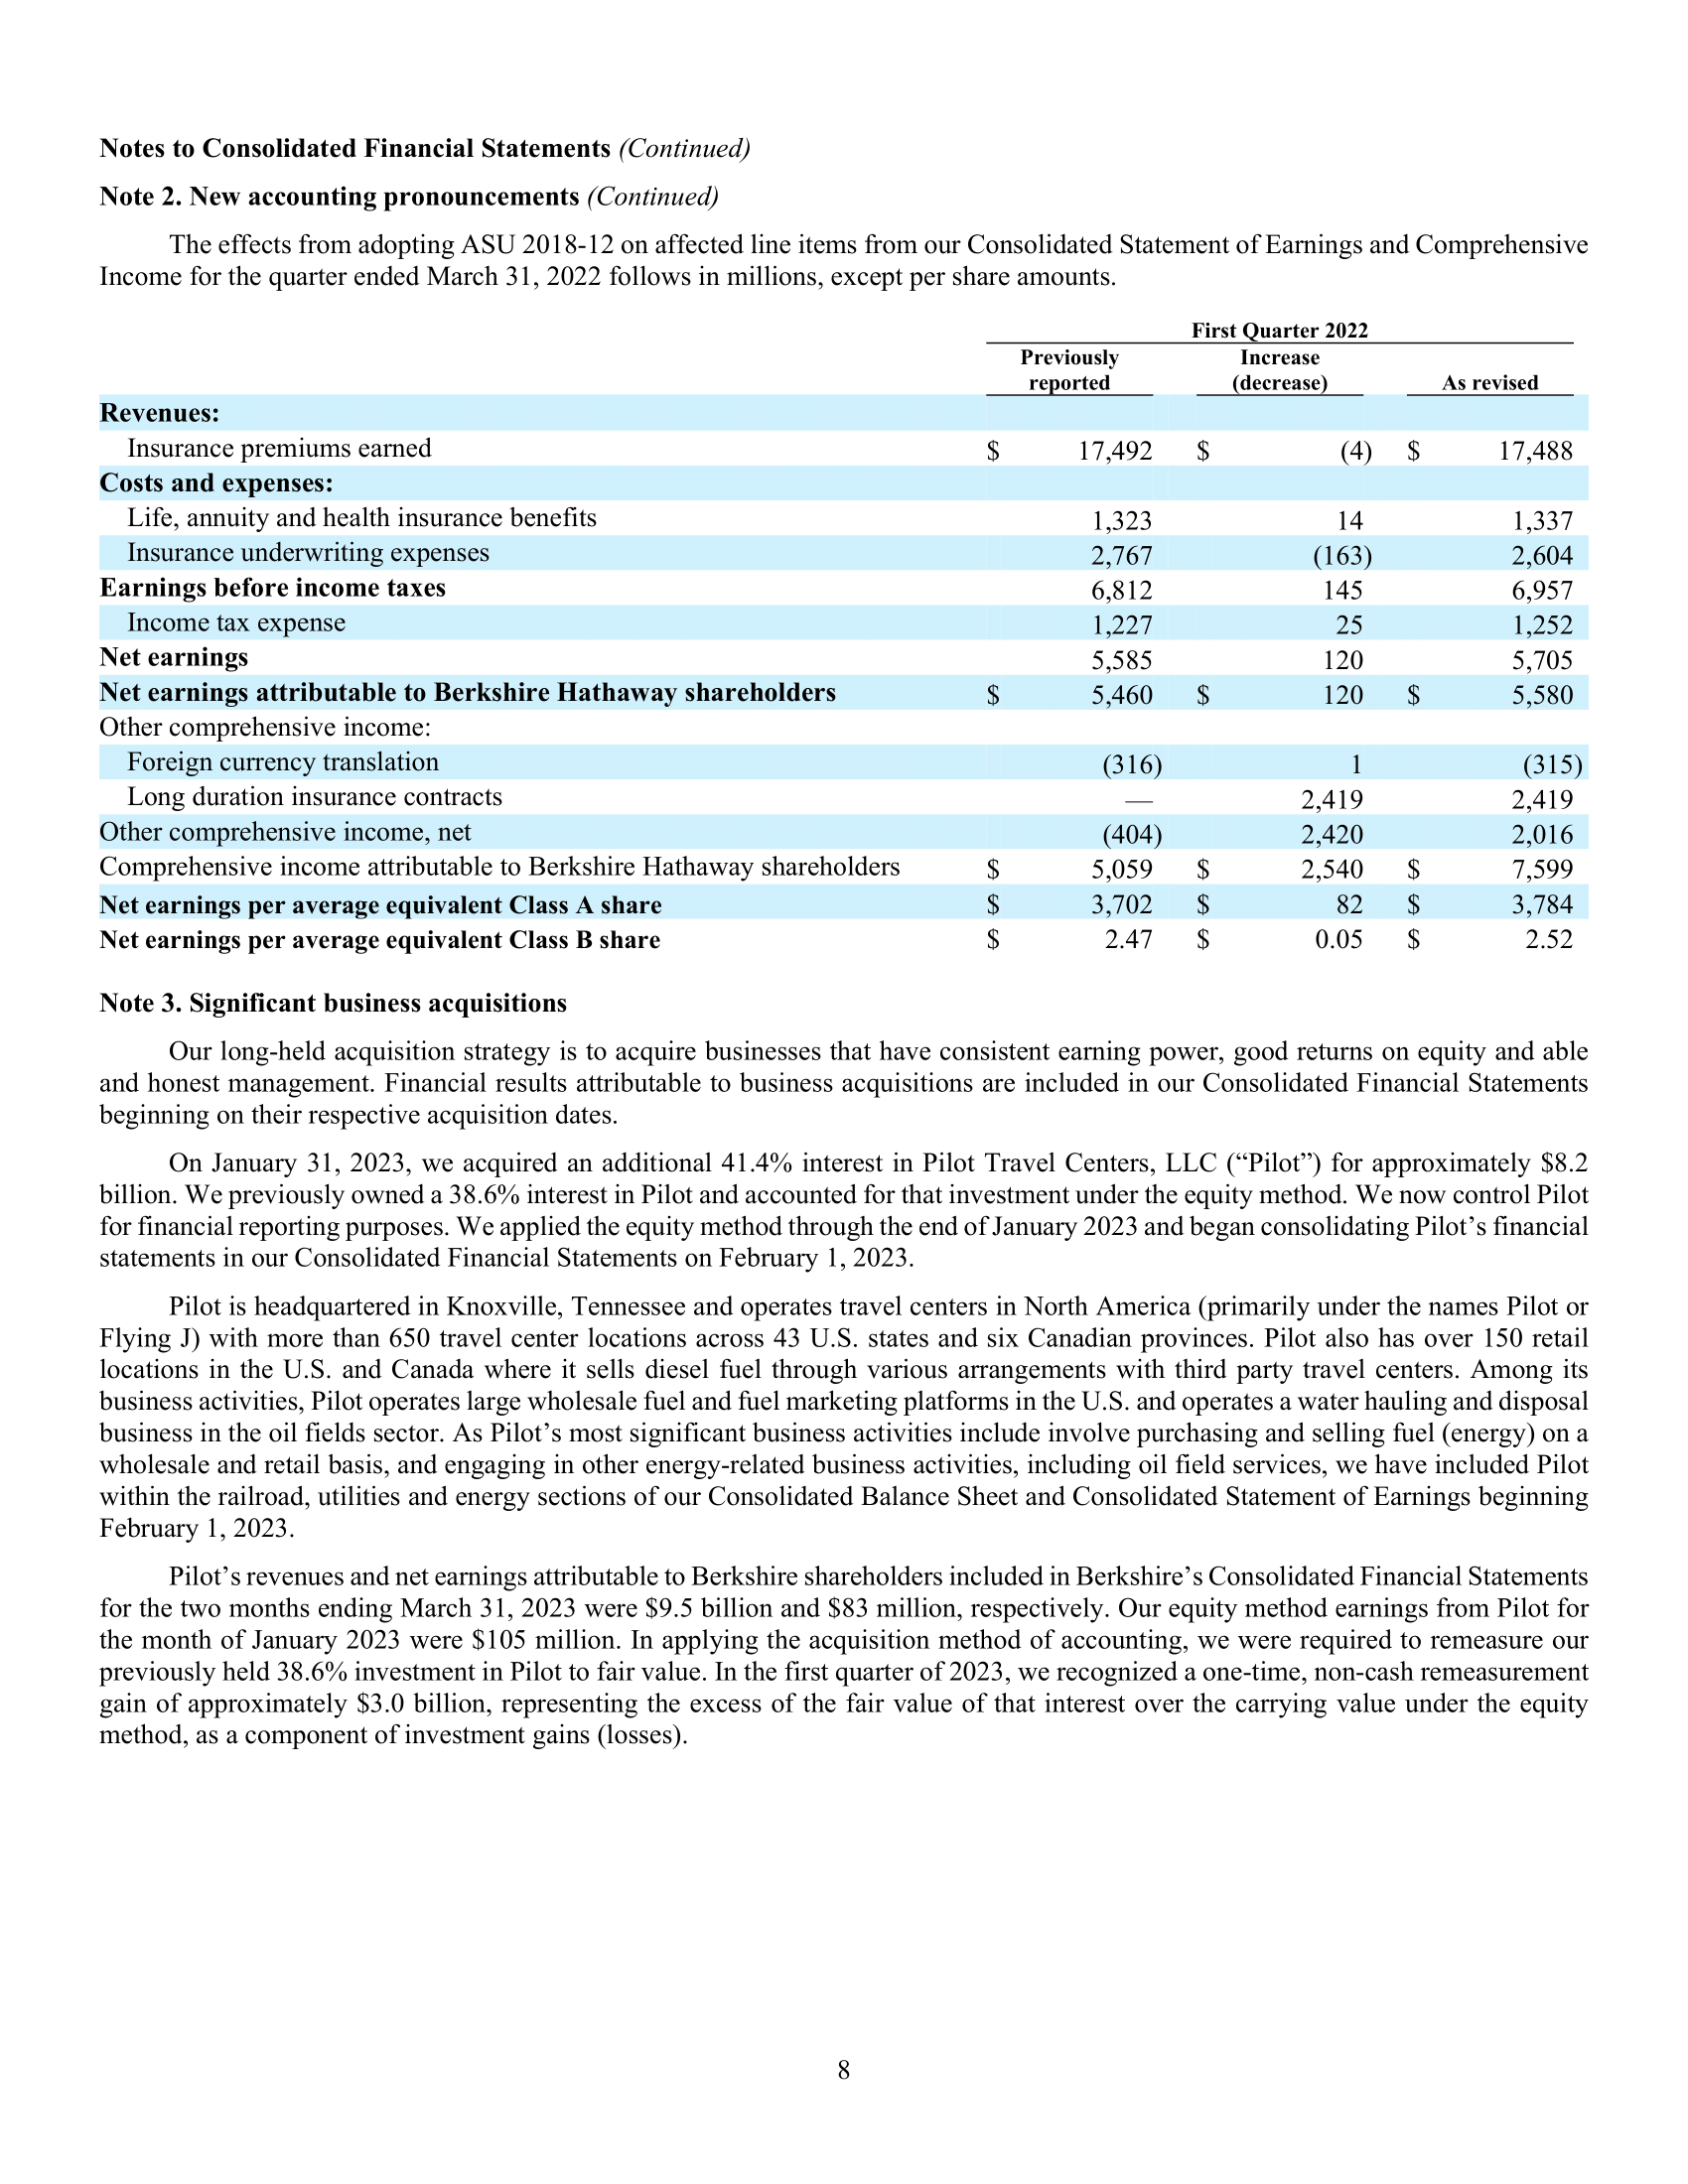 Notes to Consolidated Financial Statements (Continued)
Note 2. New accounting pronouncements (Continued)
The effects from adopting ASU 2018-12 on affected line items from our Consolidated Statement of Earnings and Comprehensive
Income for the quarter ended March 31, 2022 follows in millions, except per share amounts.
First Quarter 2022
Previously reported Increase (decrease) As revised
Revenues:
Insurance premiums earned $ 17,492 $ (4) $ 17,488
Costs and expenses:
Life, annuity and health insurance benefits 1,323 14 1,337
Insurance underwriting expenses 2,767 (163) 2,604
Earnings before income taxes 6,812 145 6,957
Income tax expense 1,227 25 1,252
Net earnings 5,585 120 5,705
Net earnings attributable to Berkshire Hathaway shareholders $ 5,460 $ 120 $ 5,580
Other comprehensive income:
Foreign currency translation (316) 1 (315)
Long duration insurance contracts — 2,419 2,419
Other comprehensive income, net (404) 2,420 2,016
Comprehensive income attributable to Berkshire Hathaway shareholders $ 5,059 $ 2,540 $ 7,599
Net earnings per average equivalent Class A share $ 3,702 $ 82 $ 3,784
Net earnings per average equivalent Class B share $ 2.47 $ 0.05 $ 2.52
Note 3. Significant business acquisitions
Our long-held acquisition strategy is to acquire businesses that have consistent earning power, good returns on equity and able
and honest management. Financial results attributable to business acquisitions are included in our Consolidated Financial Statements
beginning on their respective acquisition dates.
On January 31, 2023, we acquired an additional 41.4% interest in Pilot Travel Centers, LLC (“Pilot”) for approximately $8.2
billion. We previously owned a 38.6% interest in Pilot and accounted for that investment under the equity method. We now control Pilot
for financial reporting purposes. We applied the equity method through the end of January 2023 and began consolidating Pilot’s financial
statements in our Consolidated Financial Statements on February 1, 2023.
Pilot is headquartered in Knoxville, Tennessee and operates travel centers in North America (primarily under the names Pilot or
Flying J) with more than 650 travel center locations across 43 U.S. states and six Canadian provinces. Pilot also has over 150 retail
locations in the U.S. and Canada where it sells diesel fuel through various arrangements with third party travel centers. Among its
business activities, Pilot operates large wholesale fuel and fuel marketing platforms in the U.S. and operates a water hauling and disposal
business in the oil fields sector. As Pilot’s most significant business activities include involve purchasing and selling fuel (energy) on a
wholesale and retail basis, and engaging in other energy-related business activities, including oil field services, we have included Pilot
within the railroad, utilities and energy sections of our Consolidated Balance Sheet and Consolidated Statement of Earnings beginning
February 1, 2023.
Pilot’s revenues and net earnings attributable to Berkshire shareholders included in Berkshire’s Consolidated Financial Statements
for the two months ending March 31, 2023 were $9.5 billion and $83 million, respectively. Our equity method earnings from Pilot for
the month of January 2023 were $105 million. In applying the acquisition method of accounting, we were required to remeasure our
previously held 38.6% investment in Pilot to fair value. In the first quarter of 2023, we recognized a one-time, non-cash remeasurement
gain of approximately $3.0 billion, representing the excess of the fair value of that interest over the carrying value under the equity
method, as a component of investment gains (losses).
8